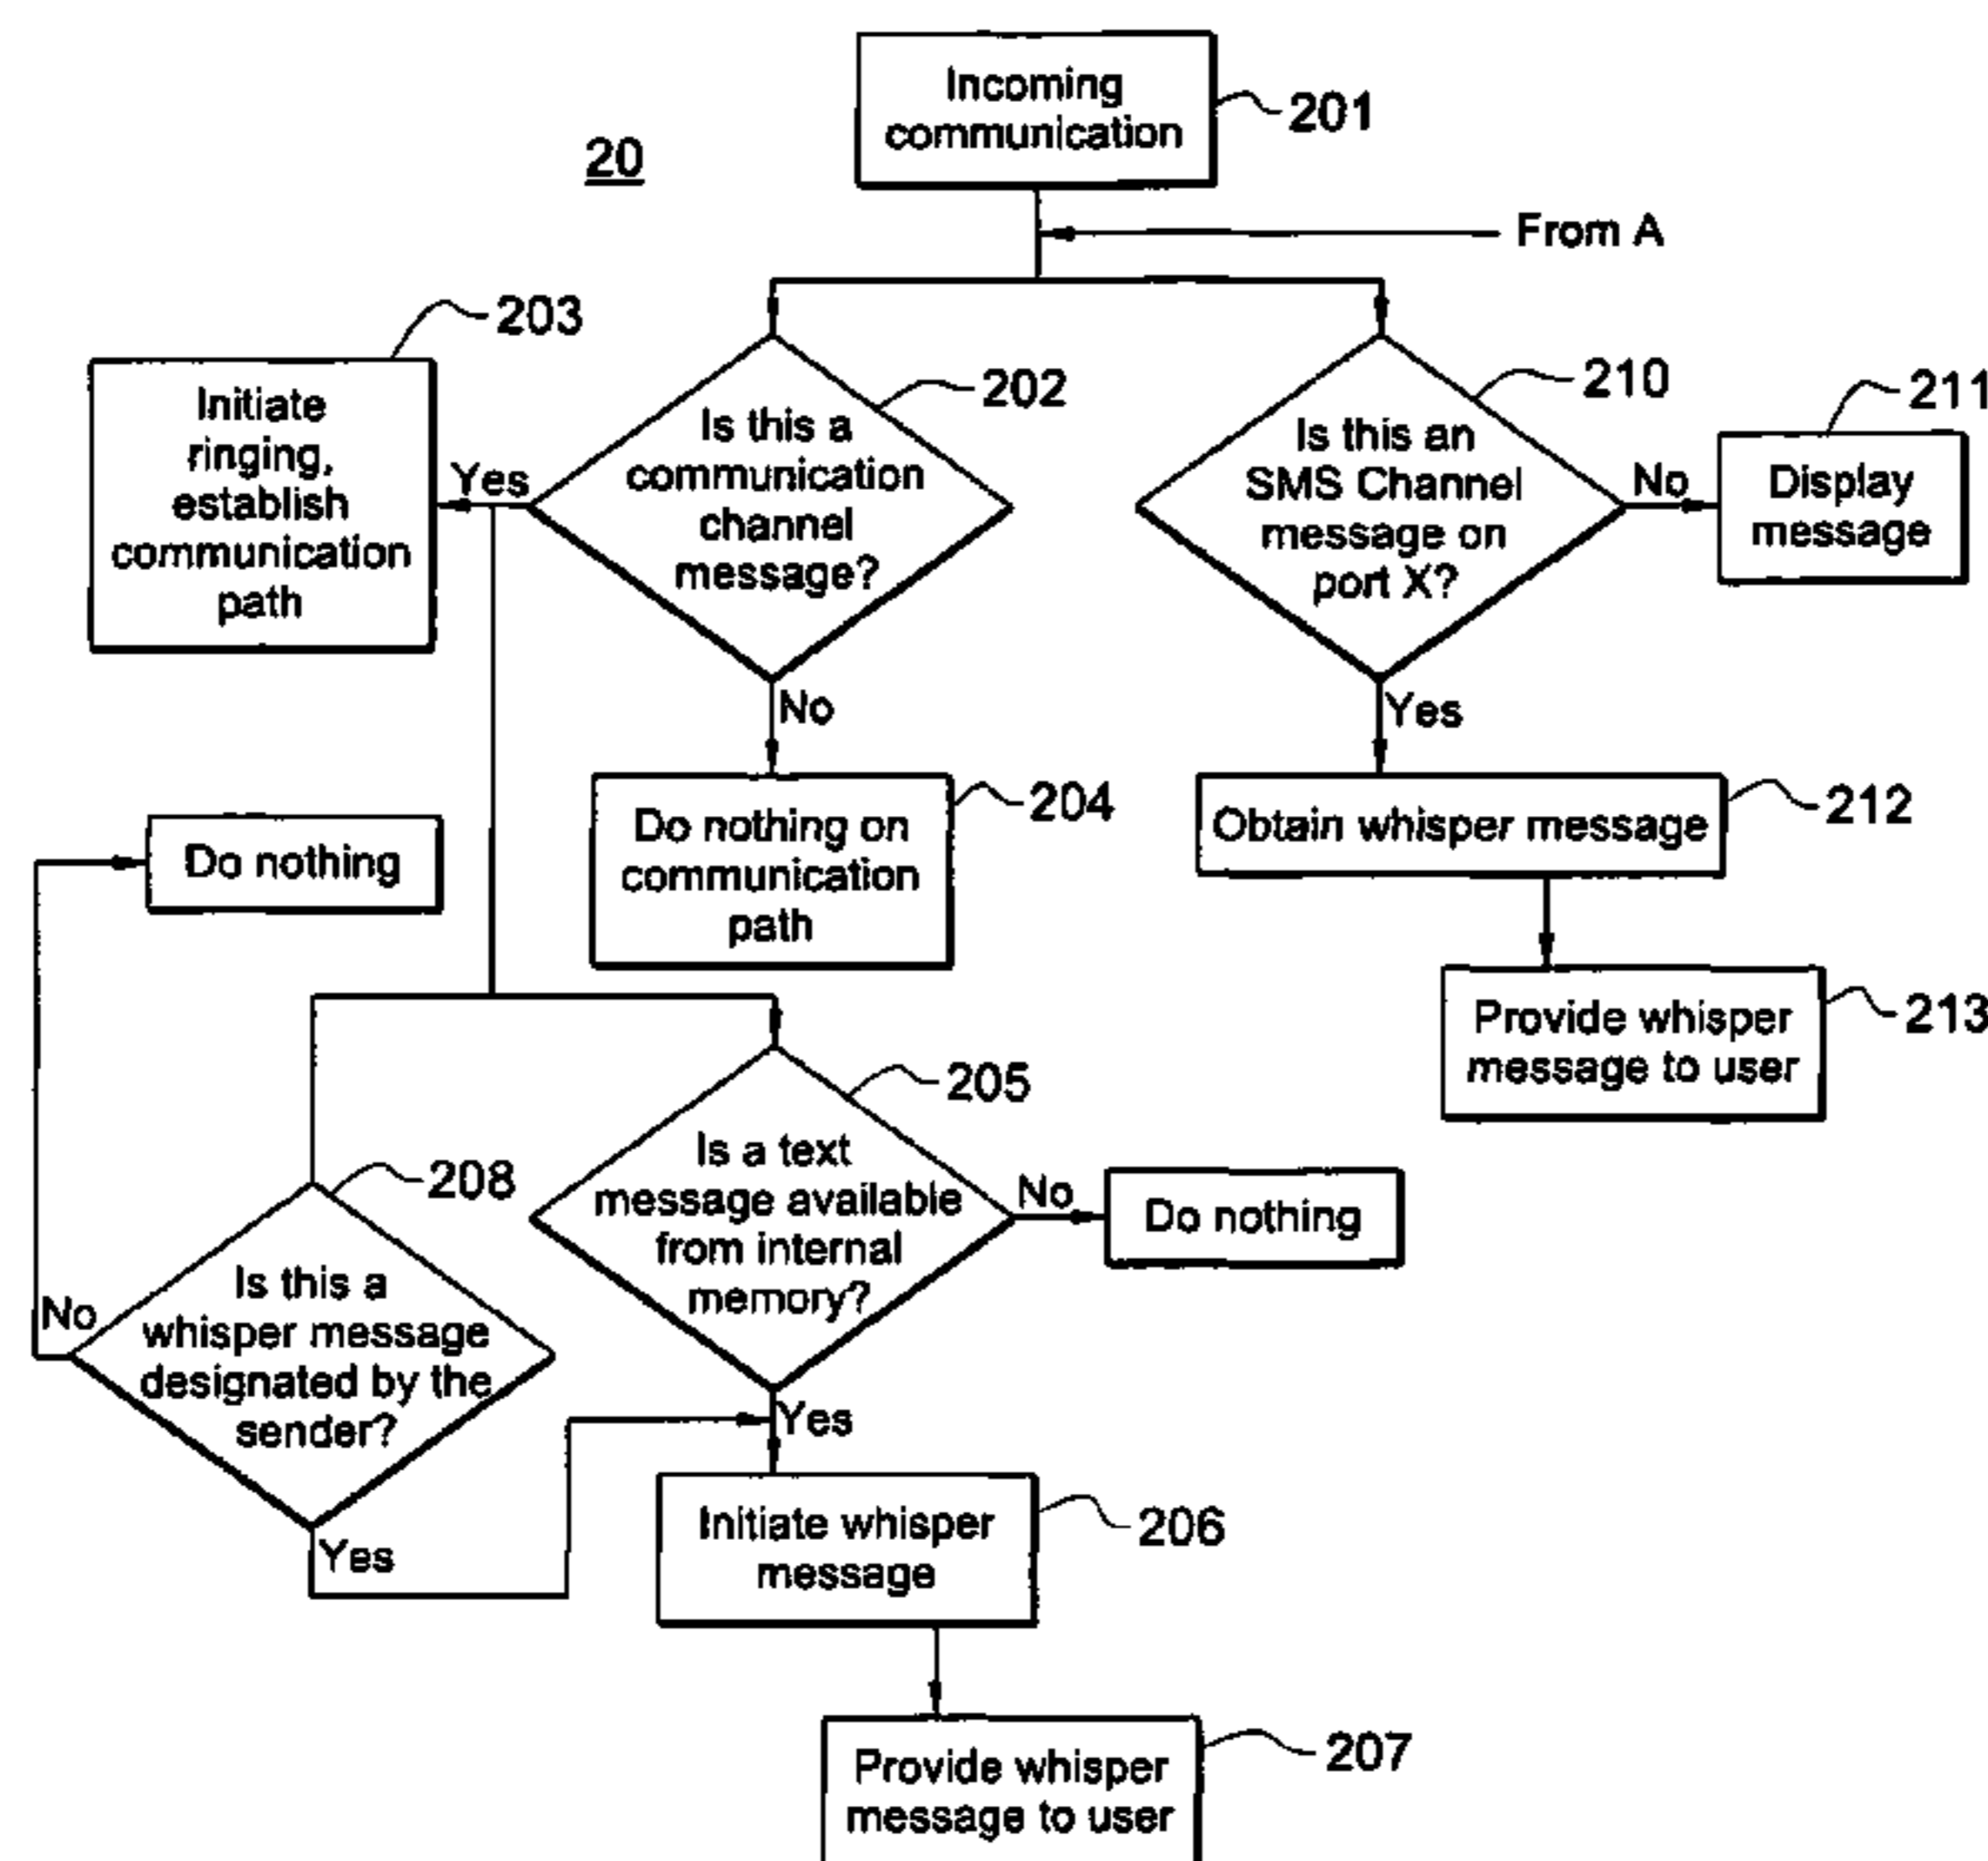 Incoming
communication
201
20
From A
203
Initiate
ringing,
establish
communication
path
Yes
202
Is this a
communication
channel
message?
No
210
Is this an
SMS Channel
message on
port X?
No
211
Display
message
Yes
204
Do nothing on
communication
path
Do nothing
212
Obtain whisper message
213
Provide whisper
message to user
205
Is a text
message available
from internal
memory?
No
Do nothing
208
Is this a
whisper message
designated by the
sender?
No
Yes
Yes
206
Initiate whisper
message
207
Provide whisper
message to user